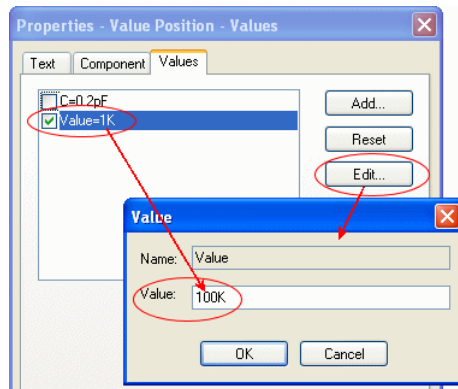 Properties - Value Position - Values
Text Component Values
C=0.2pF
Value=1K
Add...
Reset
Edit...
Value
Name: Value
Value: 100K
OK Cancel